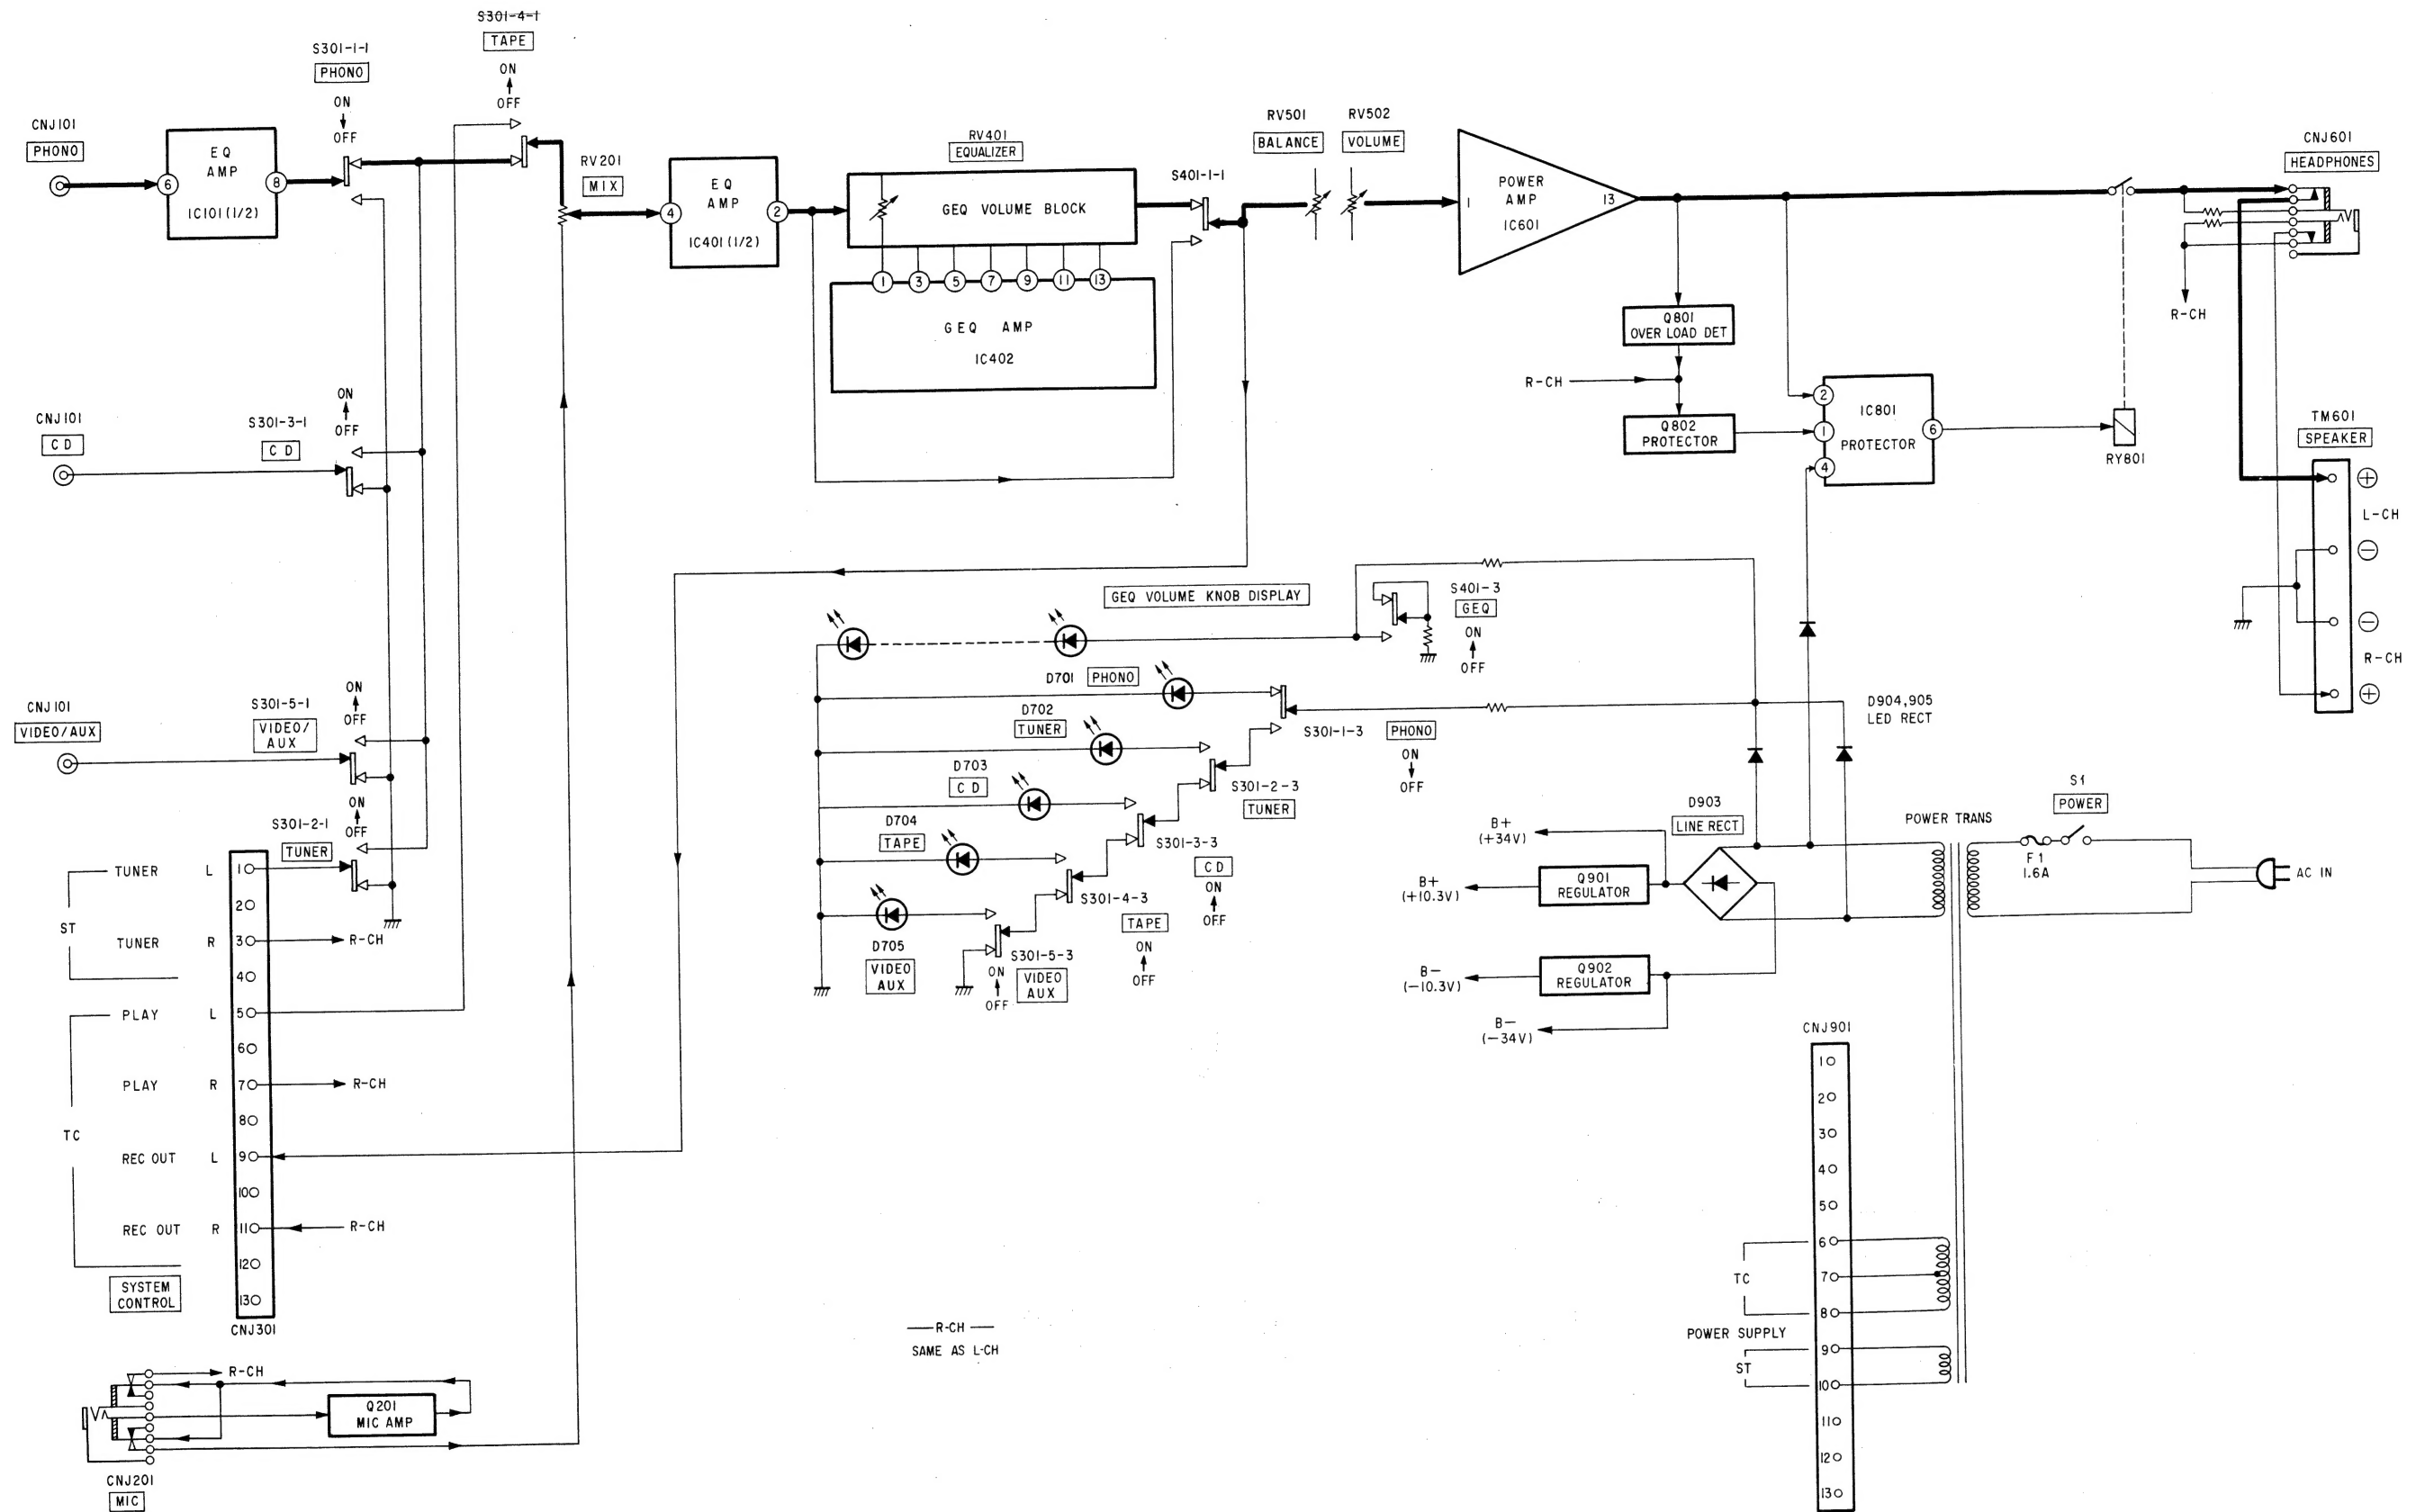 S301-4-1
TAPE
ON
OFF
S301-1-1
PHONO
ON
OFF
CNJ101
PHONO
6
EQ
AMP
IC101(1/2)
8
RV201
MIX
4
EQ
AMP
IC401(1/2)
2
RV401
EQUALIZER
GEQ VOLUME BLOCK
1
3
5
7
9
11
13
GEQ AMP
IC402
S401-1-1
RV501
BALANCE
RV502
VOLUME
1
POWER
AMP
IC601
13
CNJ601
HEADPHONES
R-CH
Q801
OVER LOAD DET
R-CH
Q802
PROTECTOR
2
1
4
IC801
PROTECTOR
6
RY801
TM601
SPEAKER
+
L-CH
−
−
R-CH
+
CNJ101
CD
S301-3-1
CD
ON
OFF
CNJ101
VIDEO/AUX
S301-5-1
VIDEO/
AUX
ON
OFF
S301-2-1
TUNER
ON
OFF
GEQ VOLUME KNOB DISPLAY
S401-3
GEQ
ON
OFF
D701
PHONO
D702
TUNER
D703
CD
D704
TAPE
D705
VIDEO
AUX
S301-1-3
PHONO
ON
OFF
S301-2-3
TUNER
S301-3-3
CD
ON
OFF
S301-4-3
TAPE
ON
OFF
S301-5-3
ON
OFF
VIDEO
AUX
D904,905
LED RECT
D903
LINE RECT
POWER TRANS
S1
POWER
F1
1.6A
AC IN
B+
(+34V)
B+
(+10.3V)
Q901
REGULATOR
B−
(−10.3V)
Q902
REGULATOR
B−
(−34V)
TUNER L 1
2
ST
TUNER R 3 R-CH
4
PLAY L 5
6
PLAY R 7 R-CH
8
TC
REC OUT L 9
10
REC OUT R 11 R-CH
12
13
SYSTEM
CONTROL
CNJ301
CNJ901
1
2
3
4
5
6
TC 7
8
POWER SUPPLY
9
ST
10
11
12
13
R-CH
SAME AS L-CH
R-CH
Q201
MIC AMP
CNJ201
MIC